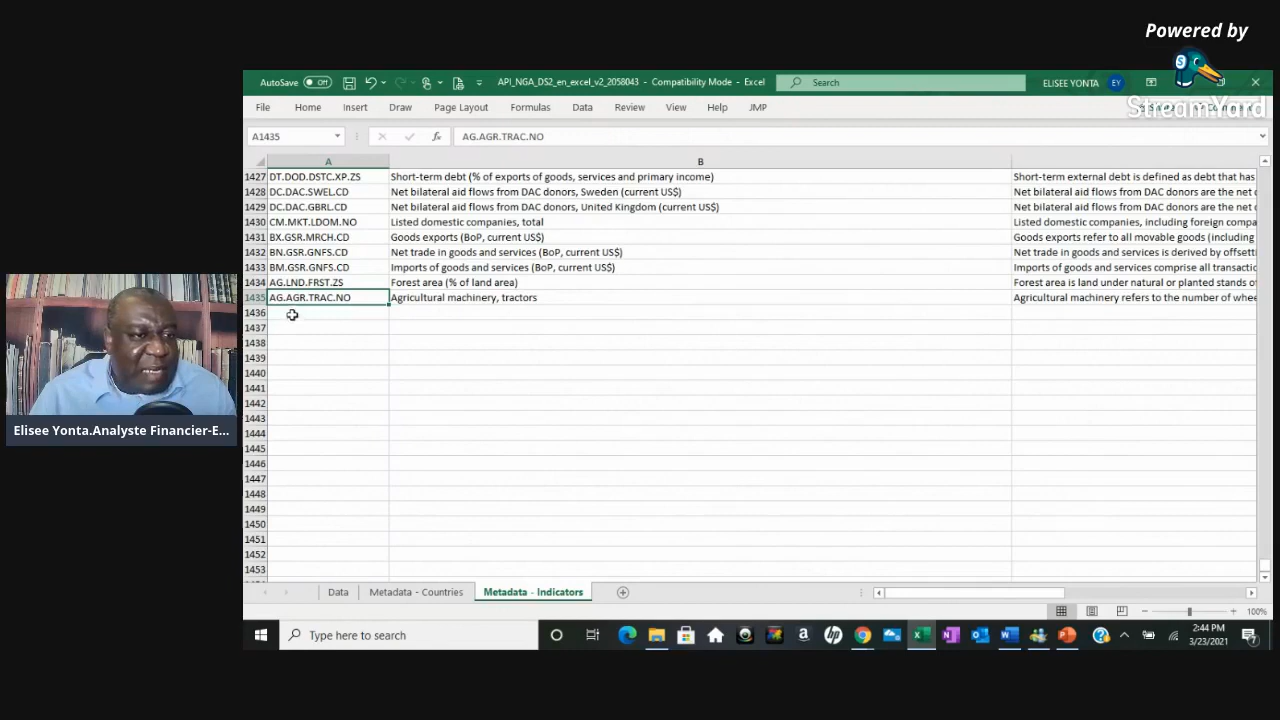 Powered by
StreamYard
AutoSave Off
API_NGA_DS2_en_excel_v2_2058043 - Compatibility Mode - Excel
Search
ELISEE YONTA EY
File Home Insert Draw Page Layout Formulas Data Review View Help JMP
A1435 fx AG.AGR.TRAC.NO
A B
1427 DT.DOD.DSTC.XP.ZS Short-term debt (% of exports of goods, services and primary income) Short-term external debt is defined as debt that has
1428 DC.DAC.SWEL.CD Net bilateral aid flows from DAC donors, Sweden (current US$) Net bilateral aid flows from DAC donors are the net
1429 DC.DAC.GBRL.CD Net bilateral aid flows from DAC donors, United Kingdom (current US$) Net bilateral aid flows from DAC donors are the net
1430 CM.MKT.LDOM.NO Listed domestic companies, total Listed domestic companies, including foreign compa
1431 BX.GSR.MRCH.CD Goods exports (BoP, current US$) Goods exports refer to all movable goods (including
1432 BN.GSR.GNFS.CD Net trade in goods and services (BoP, current US$) Net trade in goods and services is derived by offsetti
1433 BM.GSR.GNFS.CD Imports of goods and services (BoP, current US$) Imports of goods and services comprise all transactio
1434 AG.LND.FRST.ZS Forest area (% of land area) Forest area is land under natural or planted stands o
1435 AG.AGR.TRAC.NO Agricultural machinery, tractors Agricultural machinery refers to the number of whee
1436
1437
1438
1439
1440
1441
1442
1443
1444
1445
1446
1447
1448
1449
1450
1451
1452
1453
Elisee Yonta.Analyste Financier-E...
Data Metadata - Countries Metadata - Indicators
100%
Type here to search
2:44 PM
3/23/2021